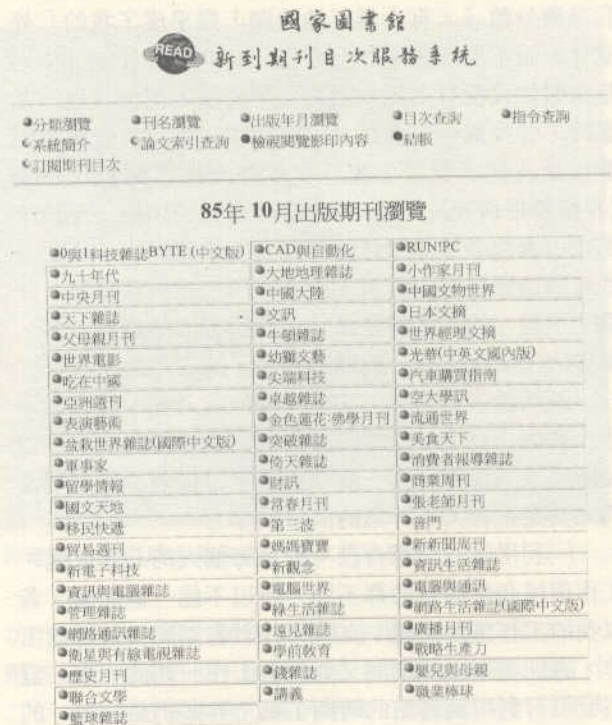 國家圖書館
READ 新到期刊目次服務系統
分類瀏覽 刊名瀏覽 出版年月瀏覽 目次查詢 指令查詢
系統簡介 論文索引查詢 檢視閱覽影印內容 結帳
訂閱期刊目次
85年 10月出版期刊瀏覽
0與1科技雜誌BYTE (中文版) CAD與自動化 RUN!PC
九十年代 大地地理雜誌 小作家月刊
中央月刊 中國大陸 中國文物世界
天下雜誌 文訊 日本文摘
父母親月刊 牛頓雜誌 世界經理文摘
世界電影 幼獅文藝 光華(中英文國內版)
吃在中國 尖端科技 汽車購買指南
亞洲週刊 卓越雜誌 空大學訊
表演藝術 金色蓮花:佛學月刊 流通世界
盆栽世界雜誌(國際中文版) 突破雜誌 美食天下
軍事家 倚天雜誌 消費者報導雜誌
留學情報 財訊 商業周刊
國文天地 常春月刊 張老師月刊
移民快遞 第三波 普門
貿易週刊 媽媽寶寶 新新聞周刊
新電子科技 新觀念 資訊生活雜誌
資訊與電腦雜誌 電腦世界 電腦與通訊
管理雜誌 綠生活雜誌 網路生活雜誌(國際中文版)
網路通訊雜誌 遠見雜誌 廣播月刊
衛星與有線電視雜誌 學前教育 戰略生產力
歷史月刊 錢雜誌 嬰兒與母親
聯合文學 講義 職業棒球
籃球雜誌